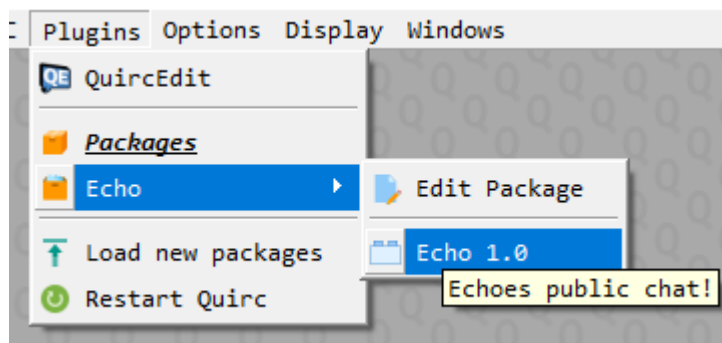 Plugins Options Display Windows
QE QuircEdit
Packages
Echo
Edit Package
Load new packages
Echo 1.0
Echoes public chat!
Restart Quirc